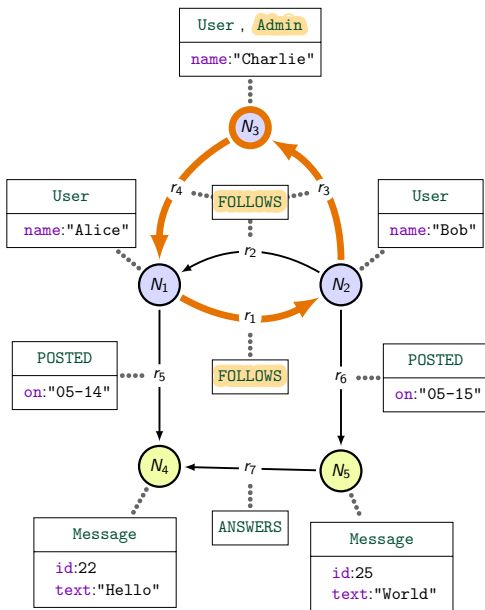 User , Admin
name:"Charlie"
N3
r4
r3
FOLLOWS
User
name:"Alice"
User
name:"Bob"
r2
N1
N2
r1
POSTED
on:"05-14"
r5
FOLLOWS
r6
POSTED
on:"05-15"
N4
r7
N5
ANSWERS
Message
id:22
text:"Hello"
Message
id:25
text:"World"